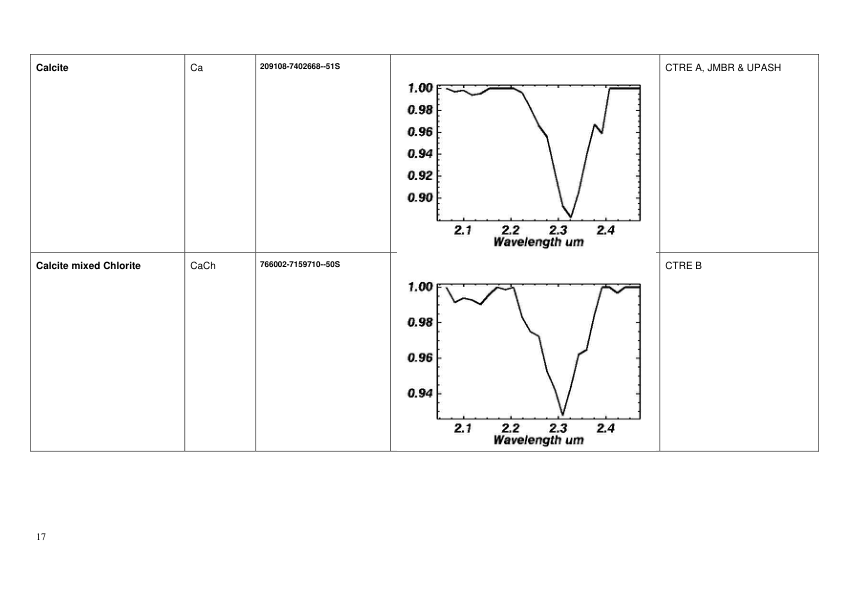 Calcite
Ca
209108-7402668--51S
CTRE A, JMBR & UPASH
1.00
0.98
0.96
0.94
0.92
0.90
2.1 2.2 2.3 2.4
Wavelength um
Calcite mixed Chlorite
CaCh
766002-7159710--50S
CTRE B
1.00
0.98
0.96
0.94
2.1 2.2 2.3 2.4
Wavelength um
17